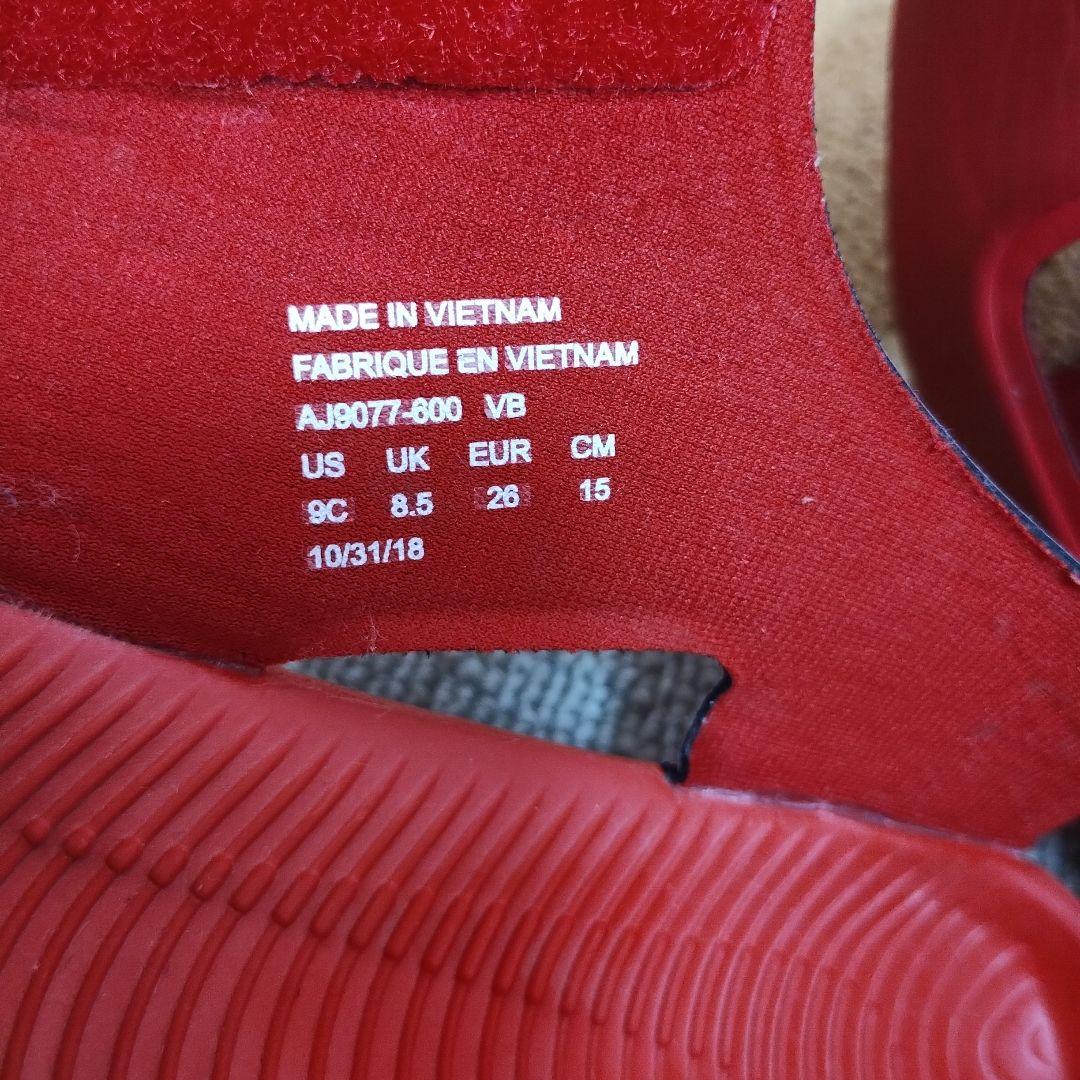 MADE IN VIETNAM
FABRIQUE EN VIETNAM
AJ9077-600 VB
US UK EUR CM
9C 8.5 26 15
10/31/18